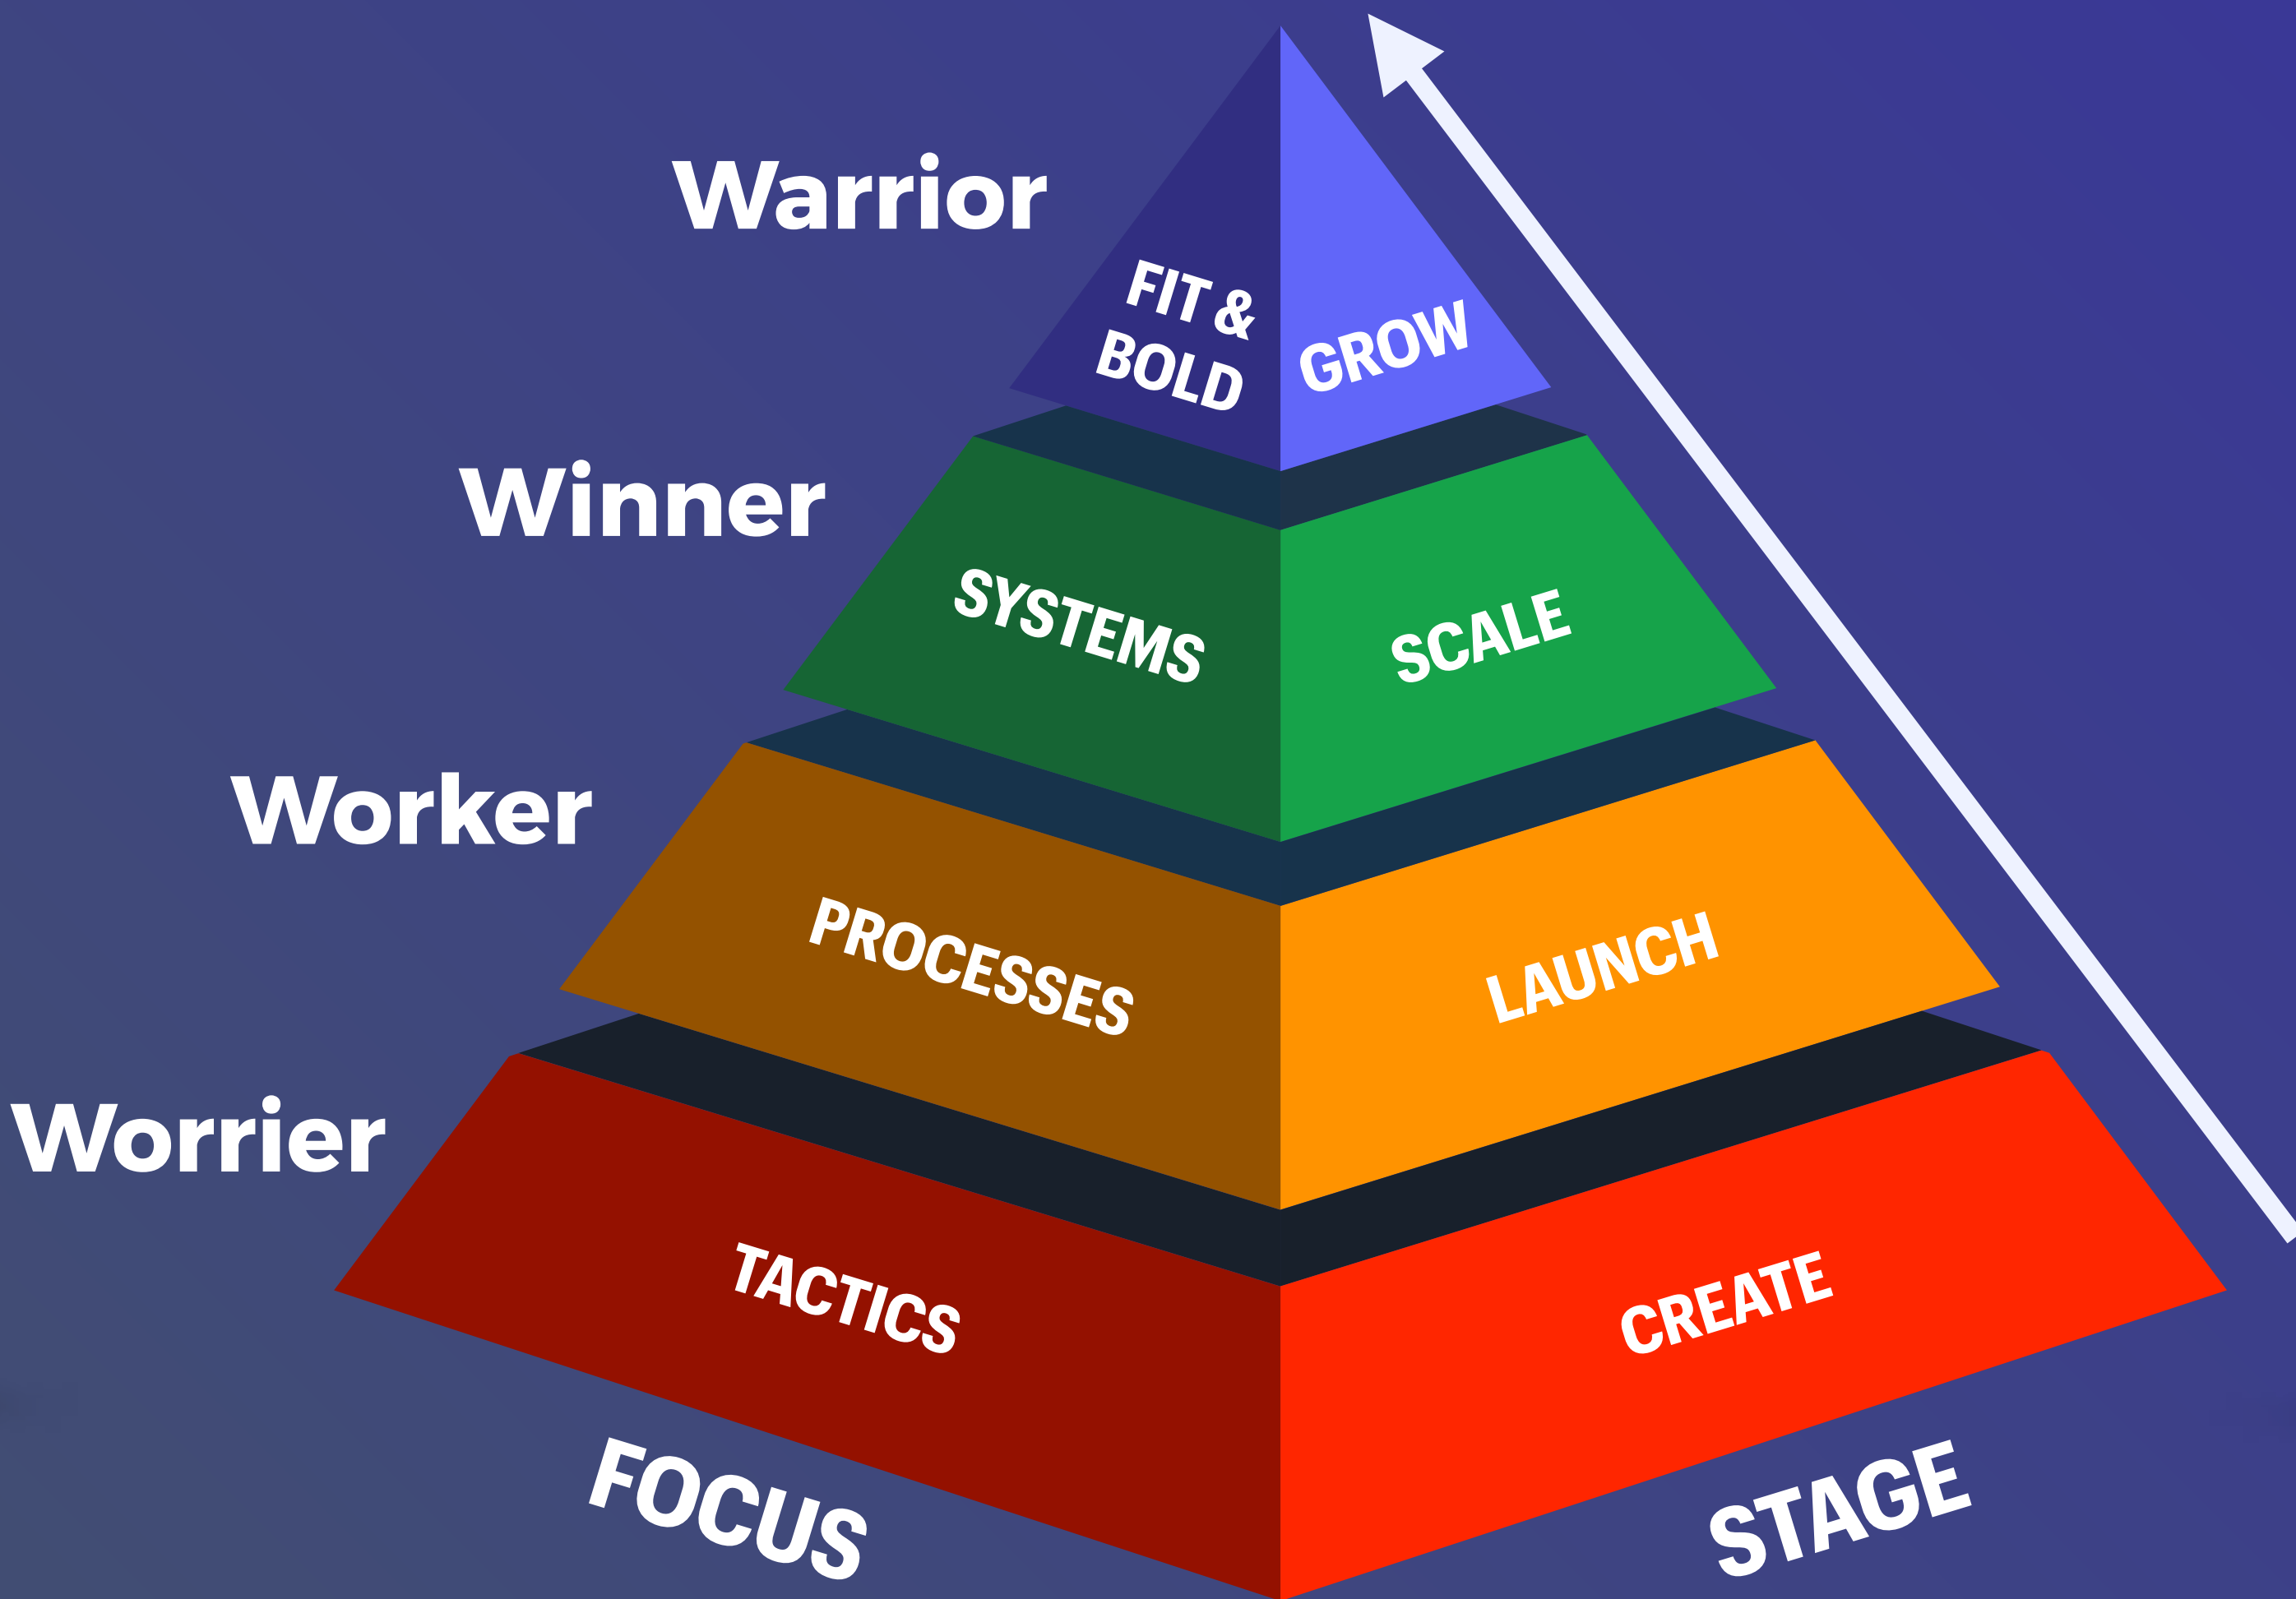 Warrior
FIT &
BOLD
GROW
Winner
SYSTEMS
SCALE
Worker
PROCESSES
LAUNCH
Worrier
TACTICS
CREATE
FOCUS
STAGE